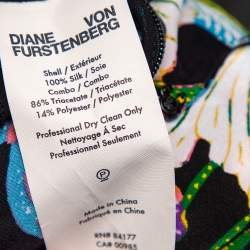 DIANE VON
FURSTENBERG
Shell / Extérieur
100% Silk / Soie
Combo / Combo
86% Triacetate / Triacétate
14% Polyester / Polyester
Professional Dry Clean Only
Nettoyage À Sec
Professionnel Seulement
P
Made in China
Fabriqué en Chine
RN# 84177
CA# 00985